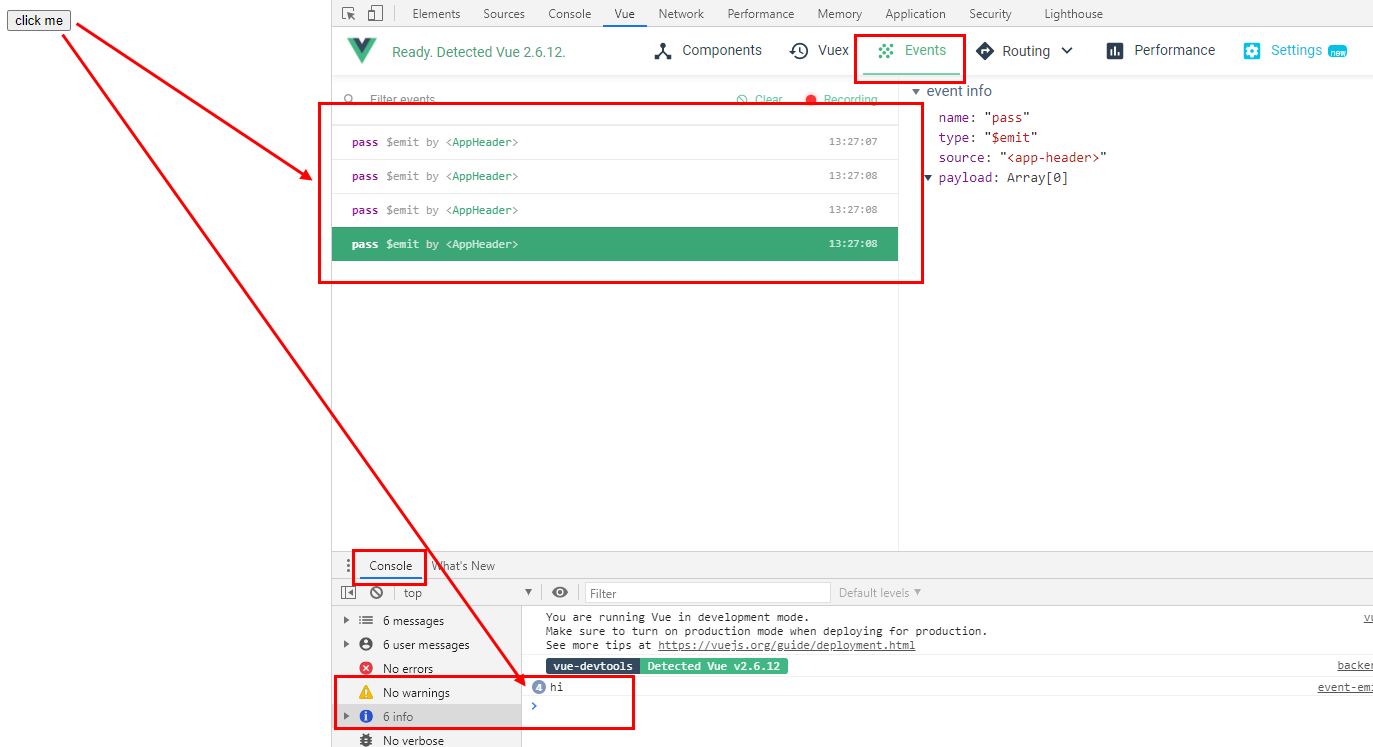 click me
Elements Sources Console Vue Network Performance Memory Application Security Lighthouse
Ready. Detected Vue 2.6.12.
Components Vuex Events Routing Performance Settings new
Filter events Clear Recording
pass $emit by <AppHeader> 13:27:07
pass $emit by <AppHeader> 13:27:08
pass $emit by <AppHeader> 13:27:08
pass $emit by <AppHeader> 13:27:08
event info
name: "pass"
type: "$emit"
source: "<app-header>"
payload: Array[0]
Console What's New
top Filter Default levels
6 messages
6 user messages
No errors
No warnings
6 info
No verbose
You are running Vue in development mode.
Make sure to turn on production mode when deploying for production.
See more tips at https://vuejs.org/guide/deployment.html
vue-devtools Detected Vue v2.6.12
backe
4 hi
event-em